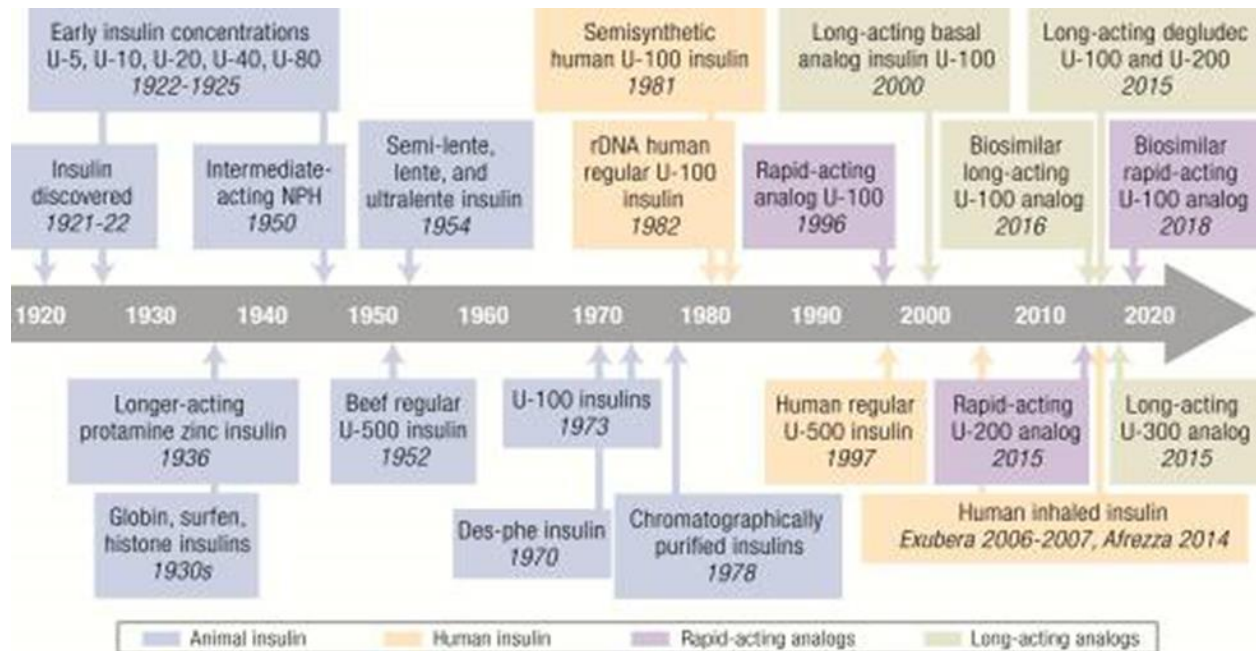 Early insulin concentrations
U-5, U-10, U-20, U-40, U-80
1922-1925
Semisynthetic
human U-100 insulin
1981
Long-acting basal
analog insulin U-100
2000
Long-acting degludec
U-100 and U-200
2015
Insulin
discovered
1921-22
Intermediate-
acting NPH
1950
Semi-lente,
lente, and
ultralente insulin
1954
rDNA human
regular U-100
insulin
1982
Rapid-acting
analog U-100
1996
Biosimilar
long-acting
U-100 analog
2016
Biosimilar
rapid-acting
U-100 analog
2018
1920 1930 1940 1950 1960 1970 1980 1990 2000 2010 2020
Longer-acting
protamine zinc insulin
1936
Beef regular
U-500 insulin
1952
U-100 insulins
1973
Human regular
U-500 insulin
1997
Rapid-acting
U-200 analog
2015
Long-acting
U-300 analog
2015
Globin, surfen,
histone insulins
1930s
Des-phe insulin
1970
Chromatographically
purified insulins
1978
Human inhaled insulin
Exubera 2006-2007, Afrezza 2014
Animal insulin Human insulin Rapid-acting analogs Long-acting analogs